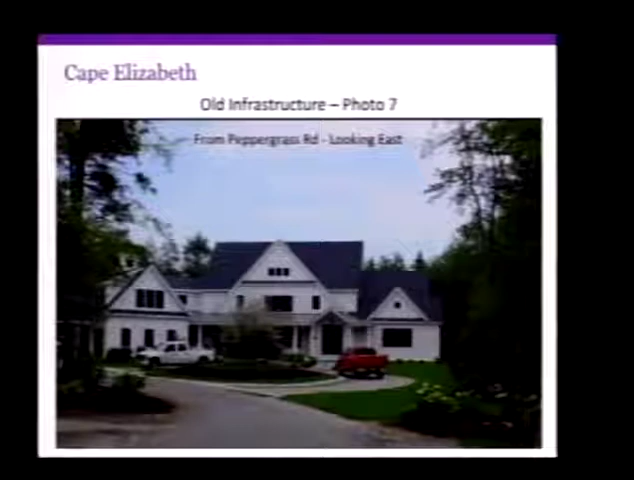 Cape Elizabeth
Old Infrastructure – Photo 7
From Peppergrass Rd - Looking East